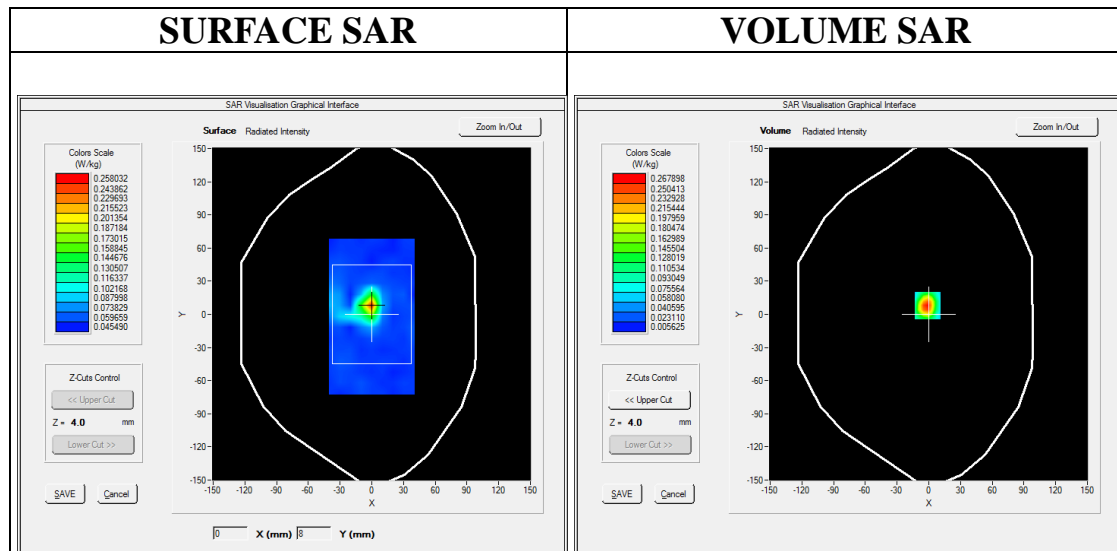 SURFACE SAR
VOLUME SAR
SAR Visualisation Graphical Interface
Surface Radiated Intensity
Zoom In/Out
Colors Scale
(W/kg)
0.258032
0.243862
0.229693
0.215523
0.201354
0.187184
0.173015
0.158845
0.144676
0.130507
0.116337
0.102168
0.087998
0.073829
0.059659
0.045490
Z-Cuts Control
<< Upper Cut
Z = 4.0 mm
Lower Cut >>
SAVE Cancel
150
120
90
60
30
0
-30
-60
-90
-120
-150
Y
-150 -120 -90 -60 -30 0 30 60 90 120 150
X
0 X (mm) 8 Y (mm)
SAR Visualisation Graphical Interface
Volume Radiated Intensity
Zoom In/Out
Colors Scale
(W/kg)
0.267898
0.250413
0.232928
0.215444
0.197959
0.180474
0.162989
0.145504
0.128019
0.110534
0.093049
0.075564
0.058080
0.040595
0.023110
0.005625
Z-Cuts Control
<< Upper Cut
Z = 4.0 mm
Lower Cut >>
SAVE Cancel
150
120
90
60
30
0
-30
-60
-90
-120
-150
Y
-150 -120 -90 -60 -30 0 30 60 90 120 150
X